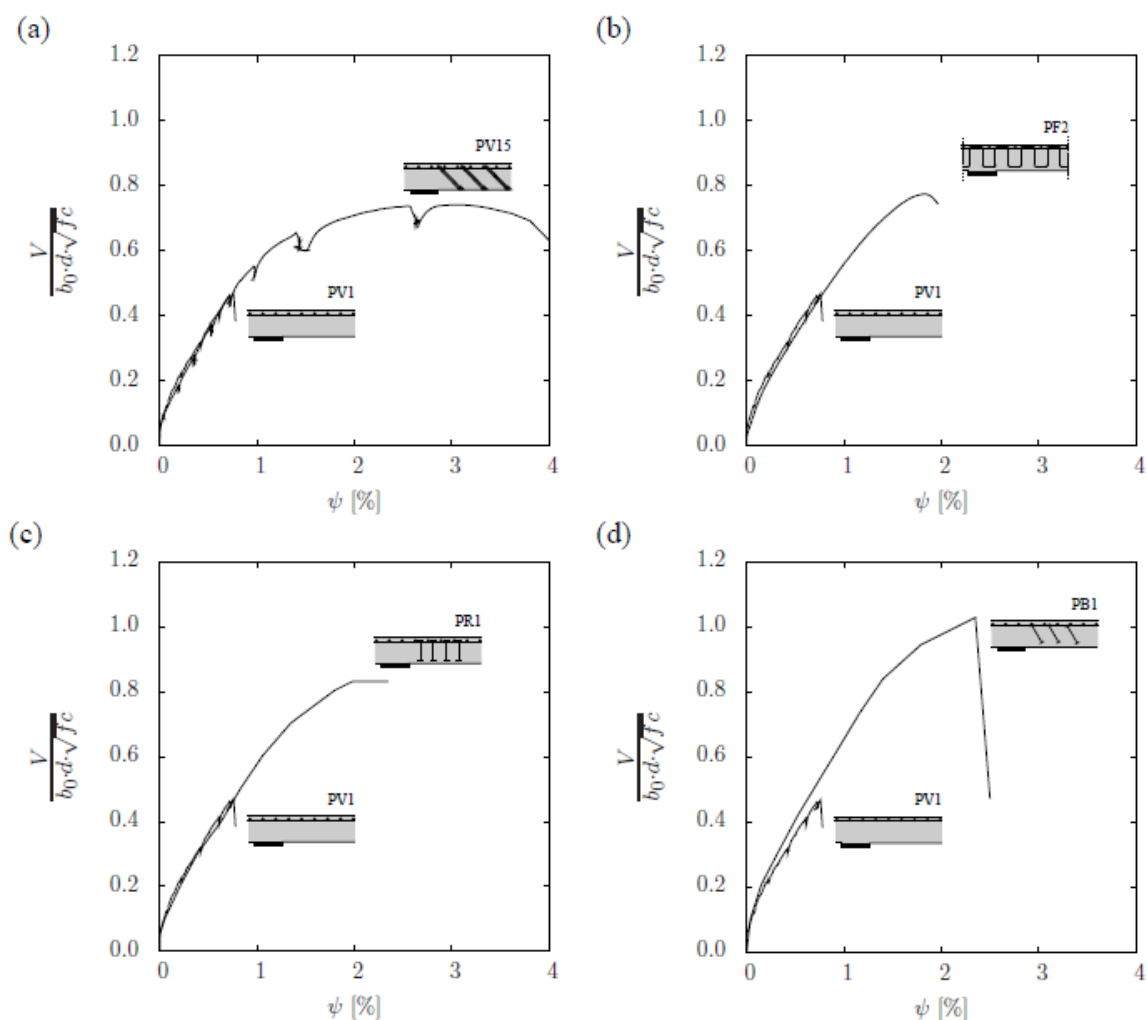 (a)
1.2
1.0
0.8
0.6
0.4
0.2
0.0
PV15
PV1
0 1 2 3 4
ψ [%]
V
b₀·d·√fc
(b)
1.2
1.0
0.8
0.6
0.4
0.2
0.0
PF2
PV1
0 1 2 3 4
ψ [%]
V
b₀·d·√fc
(c)
1.2
1.0
0.8
0.6
0.4
0.2
0.0
PR1
PV1
0 1 2 3 4
ψ [%]
V
b₀·d·√fc
(d)
1.2
1.0
0.8
0.6
0.4
0.2
0.0
PB1
PV1
0 1 2 3 4
ψ [%]
V
b₀·d·√fc